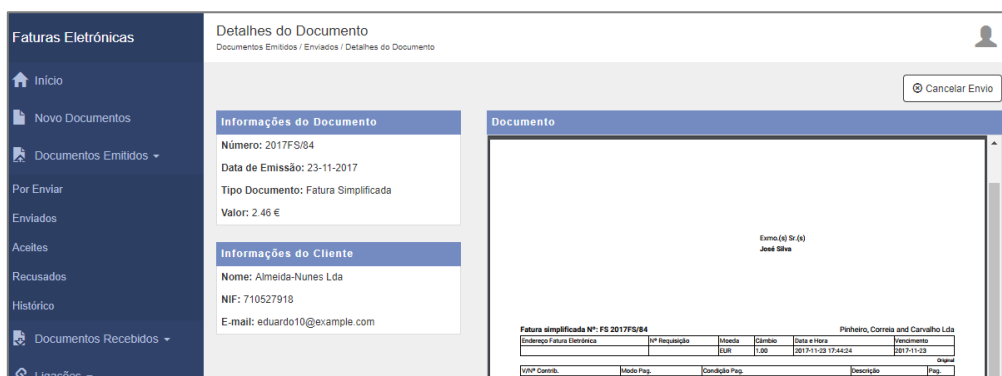 Faturas Eletrónicas
Início
Novo Documentos
Documentos Emitidos
Por Enviar
Enviados
Aceites
Recusados
Histórico
Documentos Recebidos
Ligações
Detalhes do Documento
Documentos Emitidos / Enviados / Detalhes do Documento
Cancelar Envio
Informações do Documento
Número: 2017FS/84
Data de Emissão: 23-11-2017
Tipo Documento: Fatura Simplificada
Valor: 2.46 €
Informações do Cliente
Nome: Almeida-Nunes Lda
NIF: 710527918
E-mail: eduardo10@example.com
Documento
Exmo.(s) Sr.(s)
José Silva
Fatura simplificada Nº: FS 2017FS/84 Pinheiro, Correia and Carvalho Lda
Endereço Fatura Eletrónica Nº Requisição Moeda Câmbio Data e Hora Vencimento
EUR 1.00 2017-11-23 17:44:24 2017-11-23
Original
V/Nº Contrib. Modo Pag. Condição Pag. Descrição Pag.